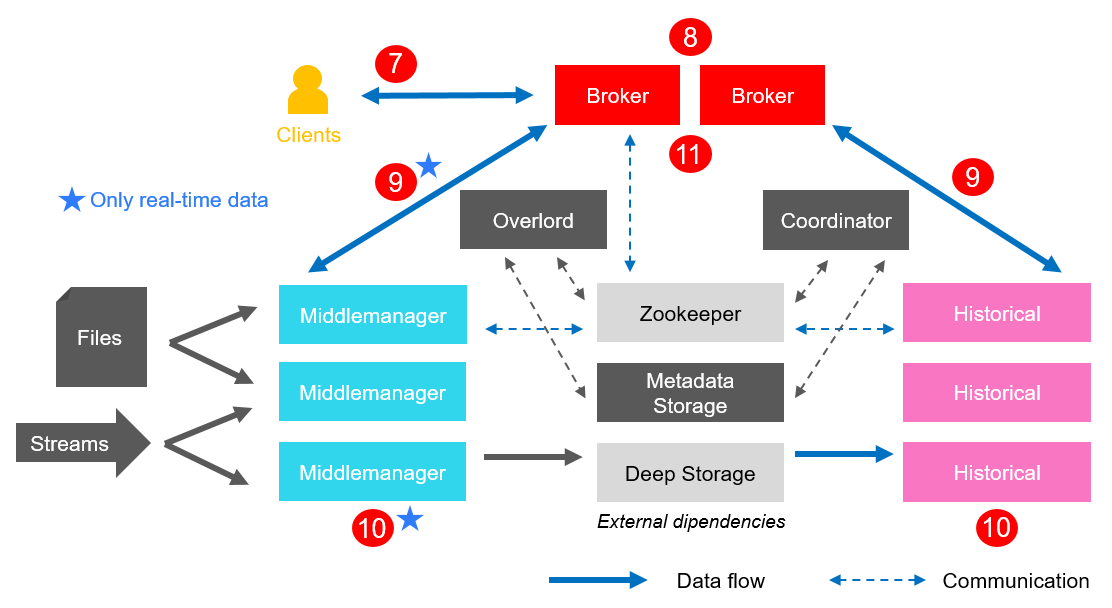 8
7
Broker
Broker
Clients
11
9
9
Only real-time data
Overlord
Coordinator
Files
Middlemanager
Zookeeper
Historical
Middlemanager
Metadata
Storage
Historical
Streams
Middlemanager
Deep Storage
Historical
10
External dipendencies
10
Data flow
Communication